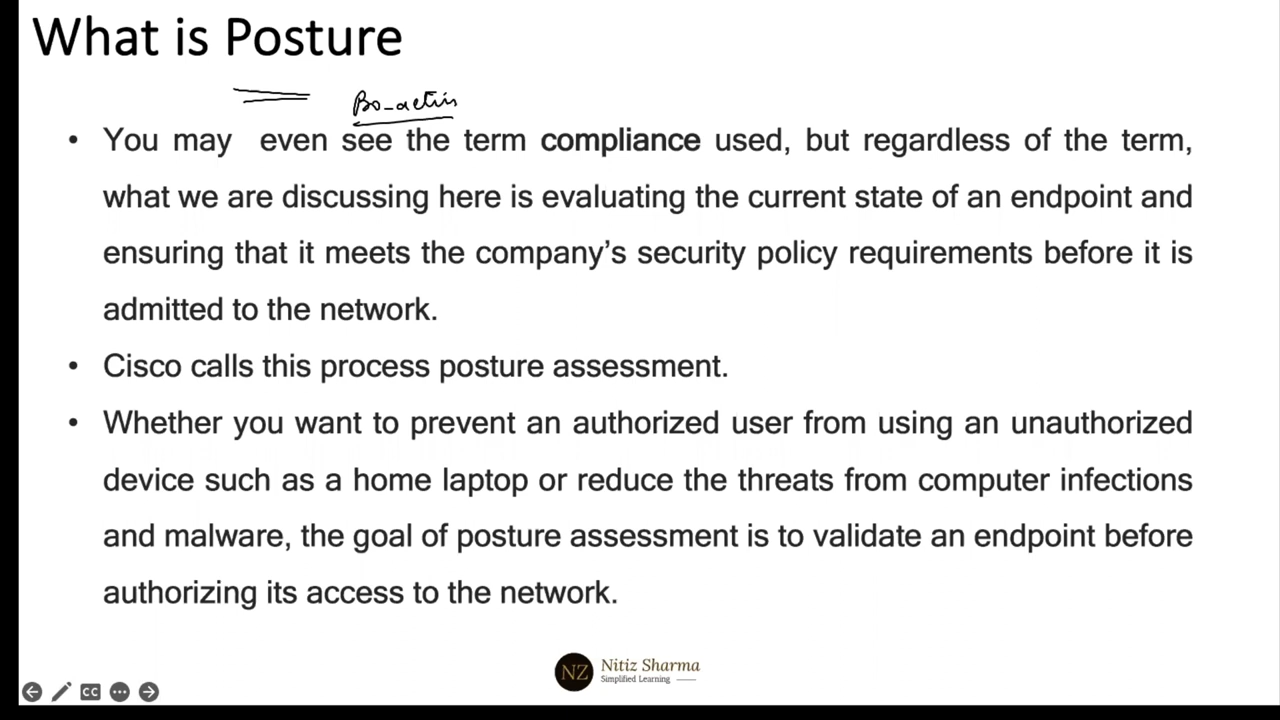 What is Posture
• You may even see the term compliance used, but regardless of the term,
what we are discussing here is evaluating the current state of an endpoint and
ensuring that it meets the company’s security policy requirements before it is
admitted to the network.
• Cisco calls this process posture assessment.
• Whether you want to prevent an authorized user from using an unauthorized
device such as a home laptop or reduce the threats from computer infections
and malware, the goal of posture assessment is to validate an endpoint before
authorizing its access to the network.
NZ
Nitiz Sharma
Simplified Learning
CC